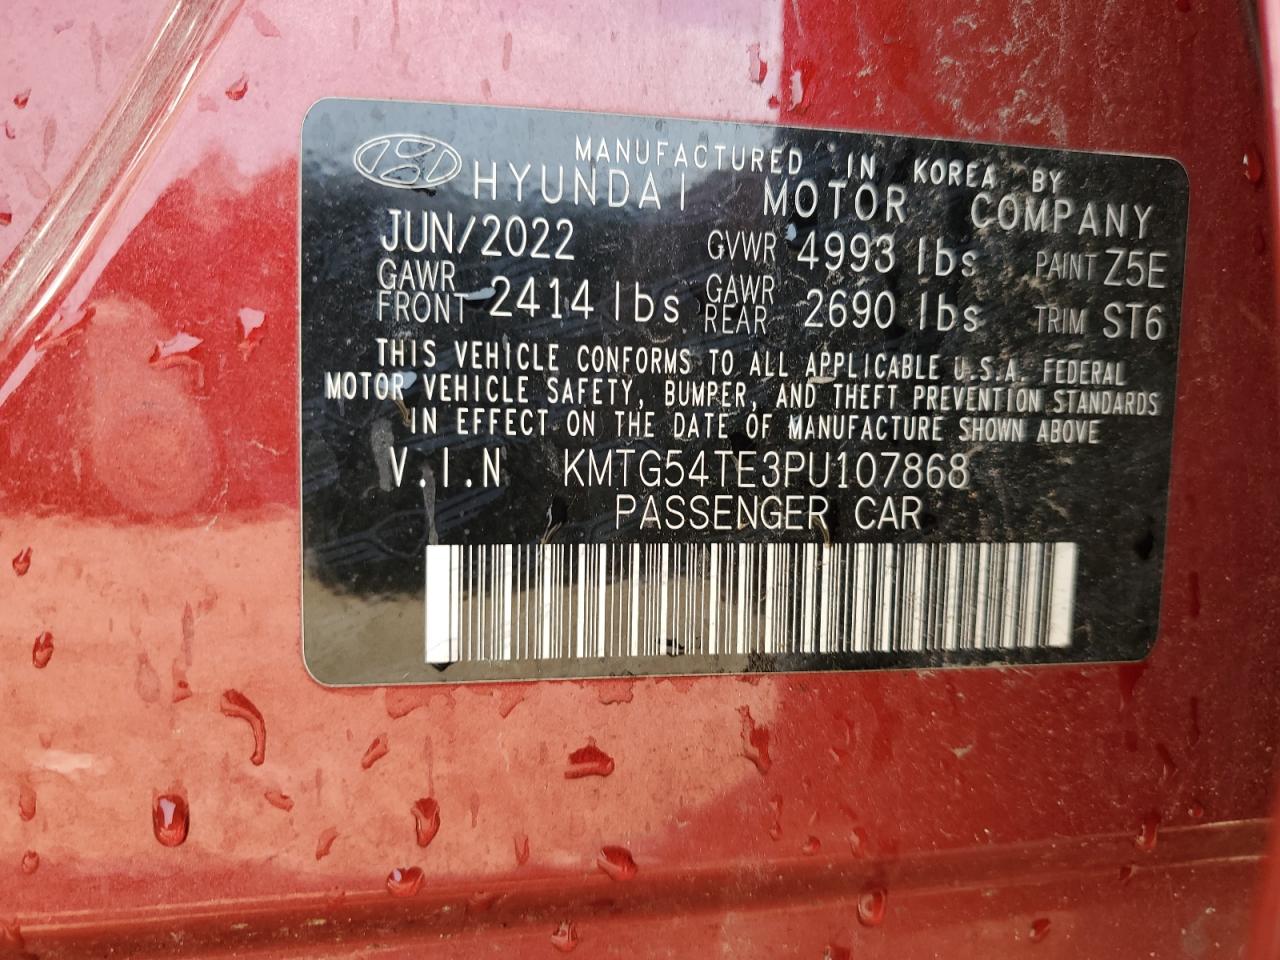 MANUFACTURED IN KOREA BY
HYUNDAI MOTOR COMPANY
JUN/2022 GVWR 4993 lbs PAINT Z5E
GAWR FRONT 2414 lbs GAWR REAR 2690 lbs TRIM ST6
THIS VEHICLE CONFORMS TO ALL APPLICABLE U.S.A. FEDERAL
MOTOR VEHICLE SAFETY, BUMPER, AND THEFT PREVENTION STANDARDS
IN EFFECT ON THE DATE OF MANUFACTURE SHOWN ABOVE
V.I.N KMTG54TE3PU107868
PASSENGER CAR